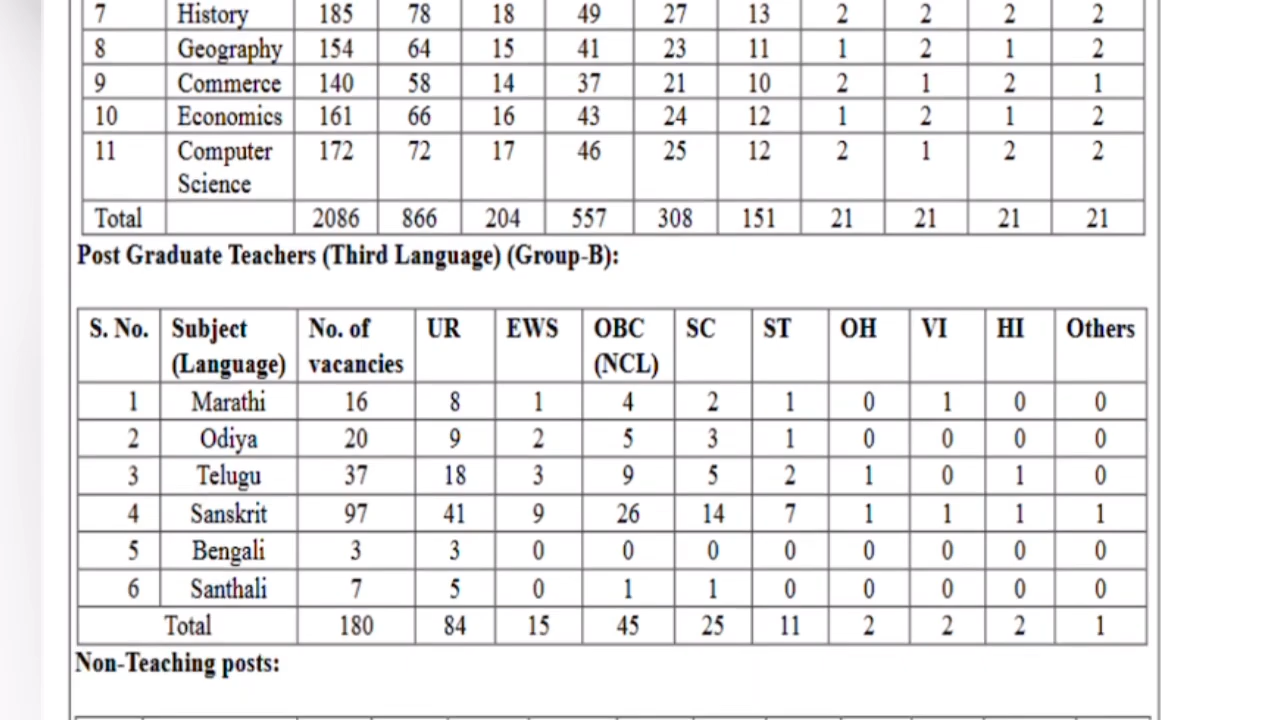 7 History 185 78 18 49 27 13 2 2 2 2
8 Geography 154 64 15 41 23 11 1 2 1 2
9 Commerce 140 58 14 37 21 10 2 1 2 1
10 Economics 161 66 16 43 24 12 1 2 1 2
11 Computer 172 72 17 46 25 12 2 1 2 2
Science
Total 2086 866 204 557 308 151 21 21 21 21
Post Graduate Teachers (Third Language) (Group-B):
S. No. Subject No. of UR EWS OBC SC ST OH VI HI Others
(Language) vacancies (NCL)
1 Marathi 16 8 1 4 2 1 0 1 0 0
2 Odiya 20 9 2 5 3 1 0 0 0 0
3 Telugu 37 18 3 9 5 2 1 0 1 0
4 Sanskrit 97 41 9 26 14 7 1 1 1 1
5 Bengali 3 3 0 0 0 0 0 0 0 0
6 Santhali 7 5 0 1 1 0 0 0 0 0
Total 180 84 15 45 25 11 2 2 2 1
Non-Teaching posts: